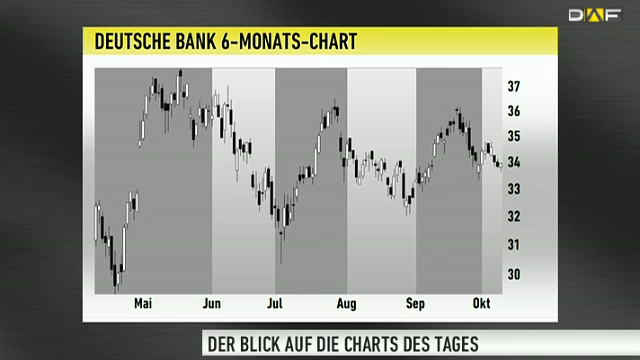 DAF
DEUTSCHE BANK 6-MONATS-CHART
37
36
35
34
33
32
31
30
Mai Jun Jul Aug Sep Okt
DER BLICK AUF DIE CHARTS DES TAGES